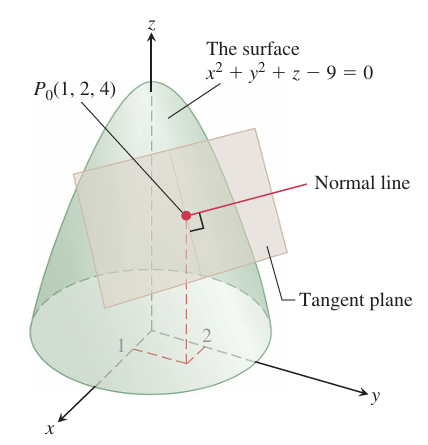 z
The surface
x² + y² + z − 9 = 0
P₀(1, 2, 4)
Normal line
Tangent plane
1
2
y
x